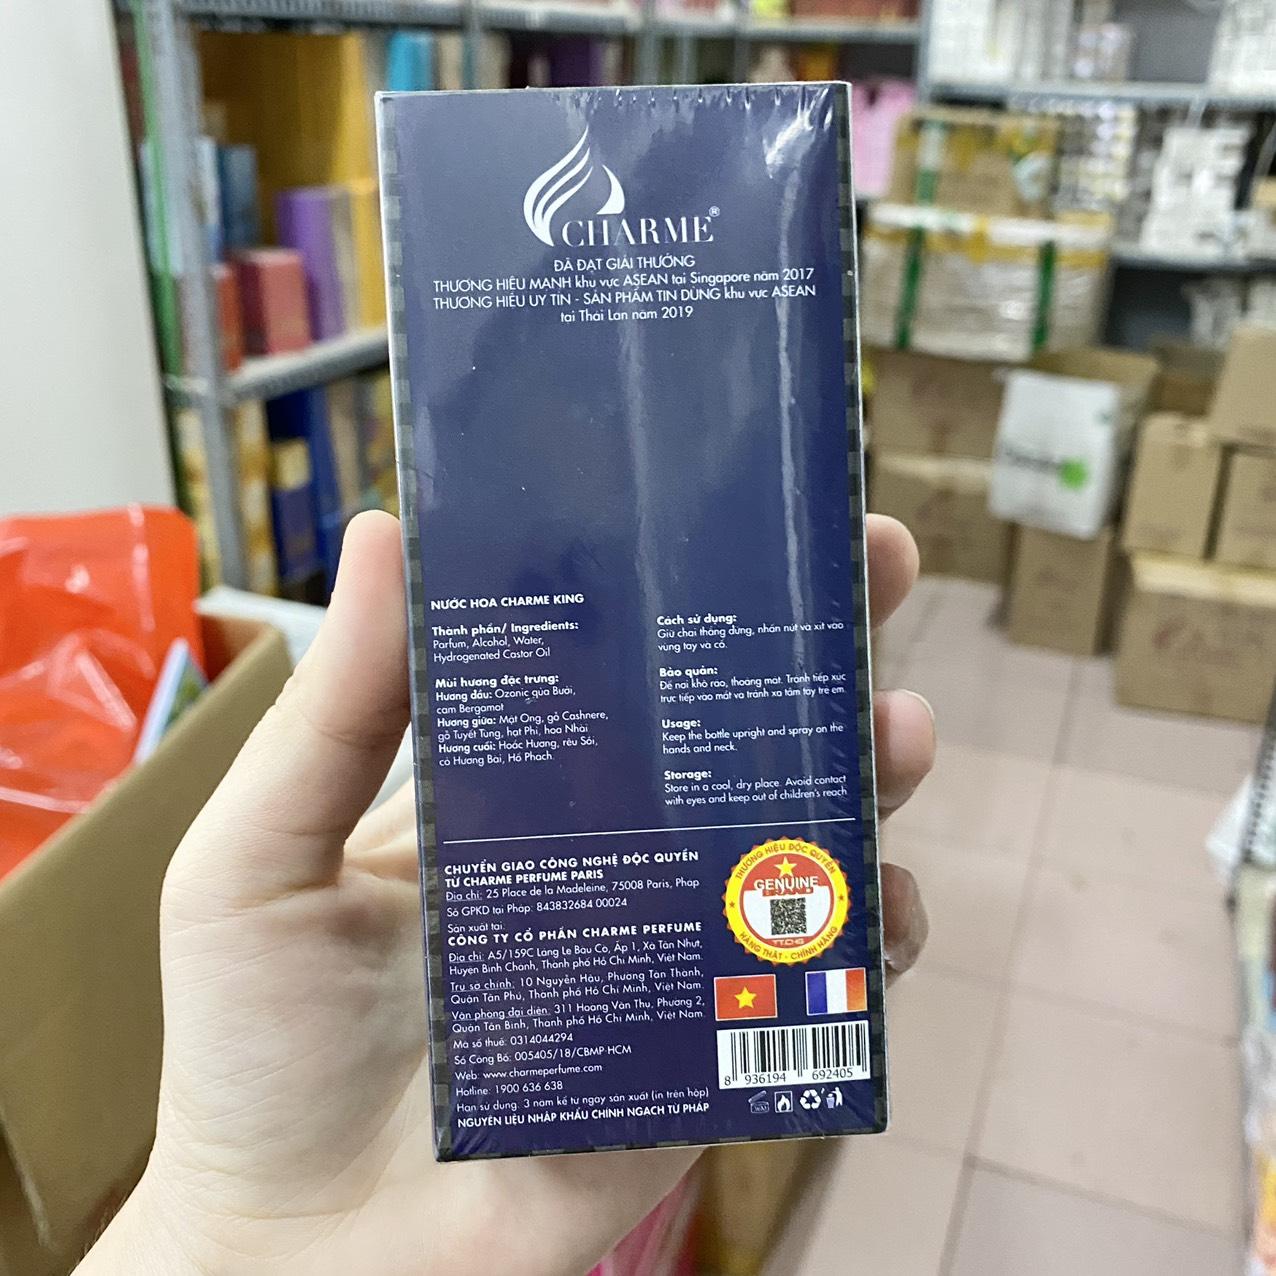 CHARME®
ĐÃ ĐẠT GIẢI THƯỞNG
THƯƠNG HIỆU MẠNH khu vực ASEAN tại Singapore năm 2017
THƯƠNG HIỆU UY TÍN - SẢN PHẨM TIN DÙNG khu vực ASEAN
tại Thái Lan năm 2019
NƯỚC HOA CHARME KING
Thành phần/ Ingredients:
Parfum, Alcohol, Water,
Hydrogenated Castor Oil
Mùi hương đặc trưng:
Hương đầu: Ozonic qủa Bưởi,
cam Bergamot
Hương giữa: Mật Ong, gỗ Cashnere,
gỗ Tuyết Tùng, hạt Phỉ, hoa Nhài
Hương cuối: Hoắc Hương, rêu Sồi,
cỏ Hương Bài, Hổ Phách.
Cách sử dụng:
Giữ chai thẳng đứng, nhấn nút và xịt vào
vùng tay và cổ.
Bảo quản:
Để nơi khô ráo, thoáng mát. Tránh tiếp xúc
trực tiếp vào mắt và tránh xa tầm tay trẻ em.
Usage:
Keep the bottle upright and spray on the
hands and neck.
Storage:
Store in a cool, dry place. Avoid contact
with eyes and keep out of children's reach
CHUYỂN GIAO CÔNG NGHỆ ĐỘC QUYỀN
TỪ CHARME PERFUME PARIS
Địa chỉ: 25 Place de la Madeleine, 75008 Paris, Pháp
Số GPKD tại Pháp: 843832684 00024
Sản xuất tại:
CÔNG TY CỔ PHẦN CHARME PERFUME
Địa chỉ: A5/159C Láng Le Bàu Cò, Ấp 1, Xã Tân Nhựt,
Huyện Bình Chánh, Thành phố Hồ Chí Minh, Việt Nam.
Trụ sở chính: 10 Nguyễn Hậu, Phường Tân Thành,
Quận Tân Phú, Thành phố Hồ Chí Minh, Việt Nam.
Văn phòng đại diện: 311 Hoàng Văn Thụ, Phường 2,
Quận Tân Bình, Thành phố Hồ Chí Minh, Việt Nam.
Mã số thuế: 0314044294
Số Công Bố: 005405/18/CBMP-HCM
Web: www.charmeperfume.com
Hotline: 1900 636 638
Hạn sử dụng: 3 năm kể từ ngày sản xuất (in trên hộp)
NGUYÊN LIỆU NHẬP KHẨU CHÍNH NGẠCH TỪ PHÁP
THƯƠNG HIỆU ĐỘC QUYỀN
GENUINE
TT.CHG
HÀNG THẬT - CHÍNH HÃNG
8 936194 692405